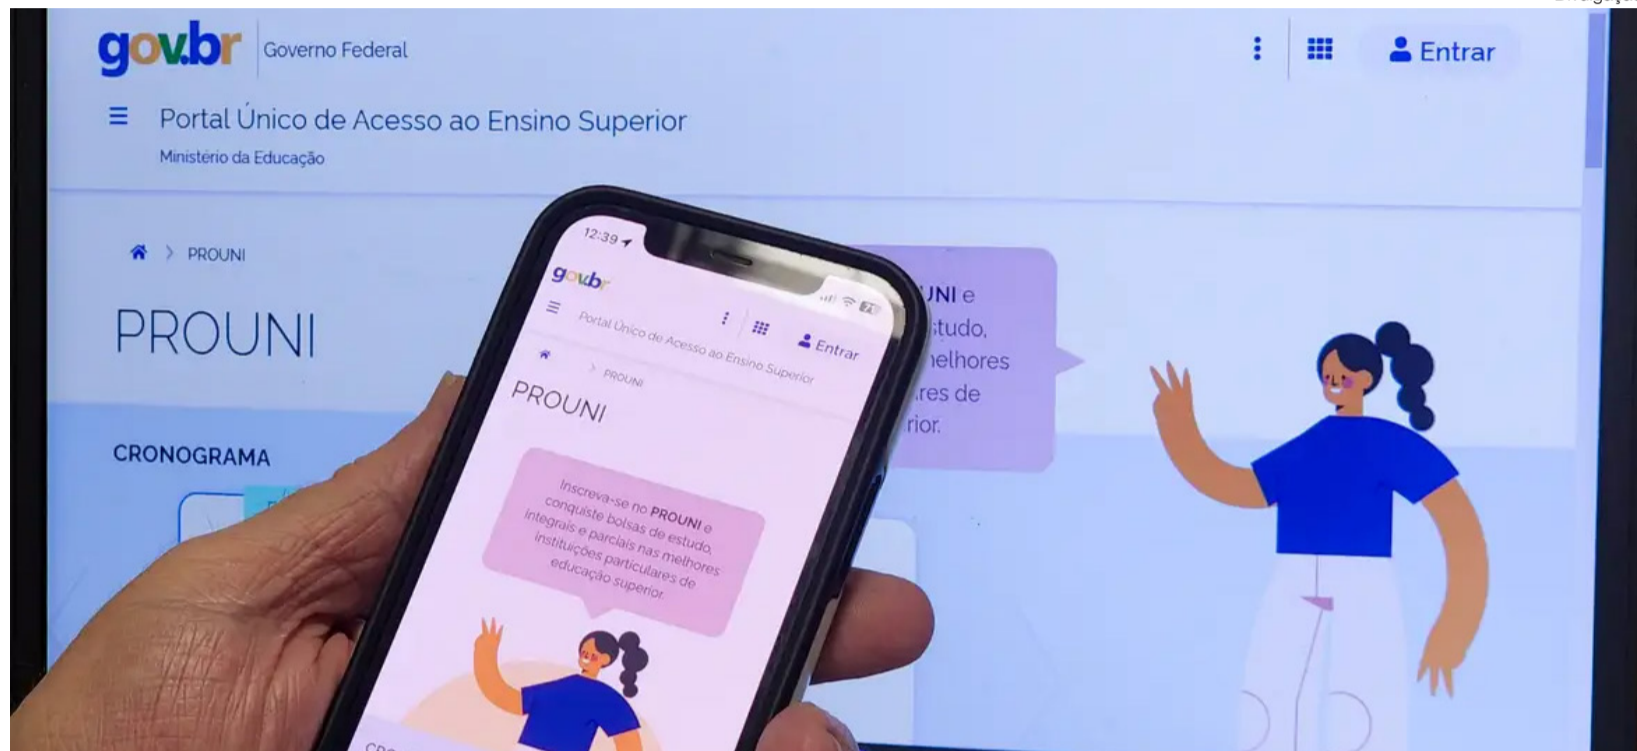 gov.br
Governo Federal
Entrar
Portal Único de Acesso ao Ensino Superior
Ministério da Educação
PROUNI
PROUNI
CRONOGRAMA
UNI e
studo,
melhores
res de
rior.
12:39
gov.br
Entrar
Portal Único de Acesso ao Ensino Superior
PROUNI
PROUNI
Inscreva-se no PROUNI e
conquiste bolsas de estudo,
integrais e parciais nas melhores
instituições particulares de
educação superior.